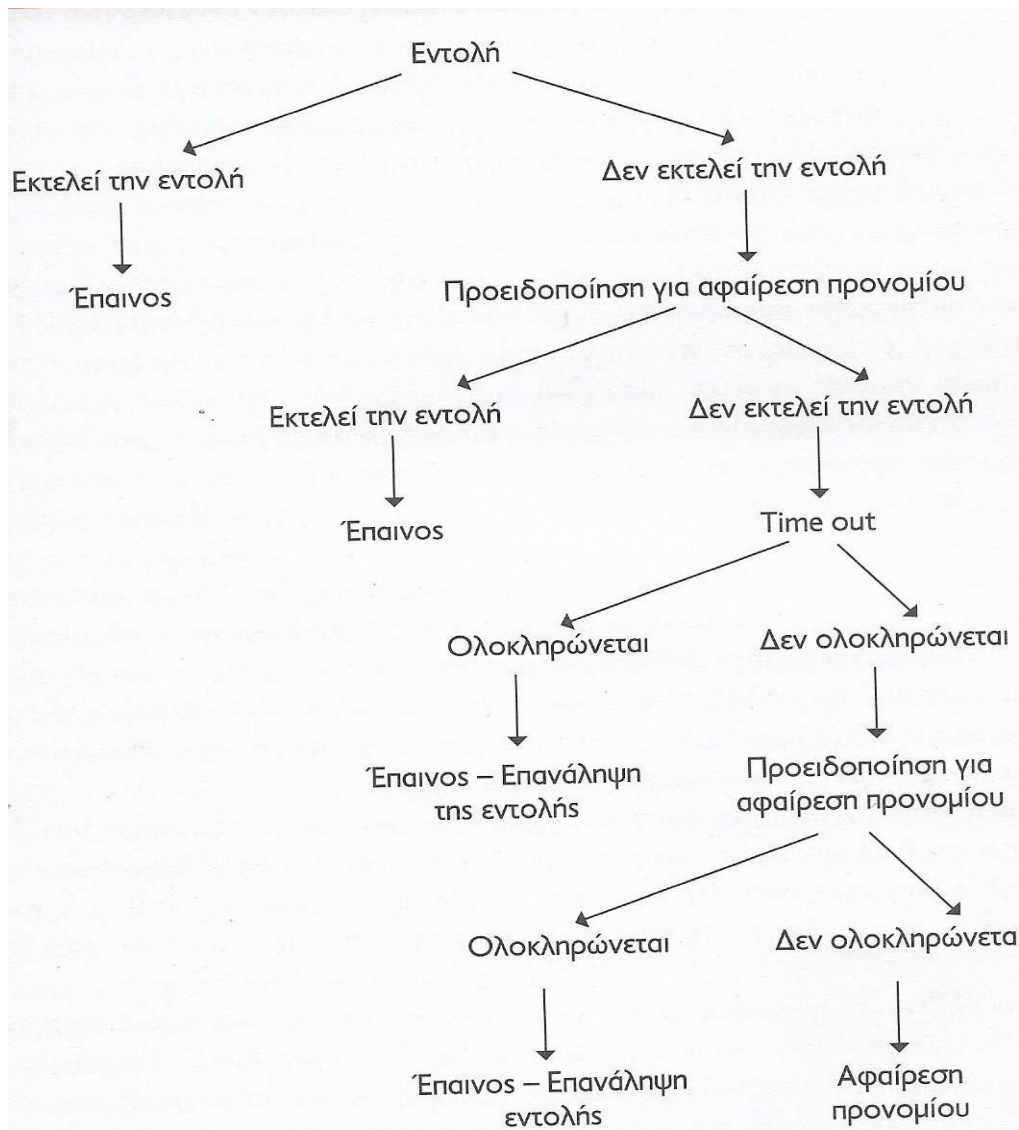 Εντολή
Εκτελεί την εντολή
Δεν εκτελεί την εντολή
Έπαινος
Προειδοποίηση για αφαίρεση προνομίου
Εκτελεί την εντολή
Δεν εκτελεί την εντολή
Έπαινος
Time out
Ολοκληρώνεται
Δεν ολοκληρώνεται
Έπαινος – Επανάληψη
της εντολής
Προειδοποίηση για
αφαίρεση προνομίου
Ολοκληρώνεται
Δεν ολοκληρώνετα
Έπαινος – Επανάληψη
εντολής
Αφαίρεση
προνομίου